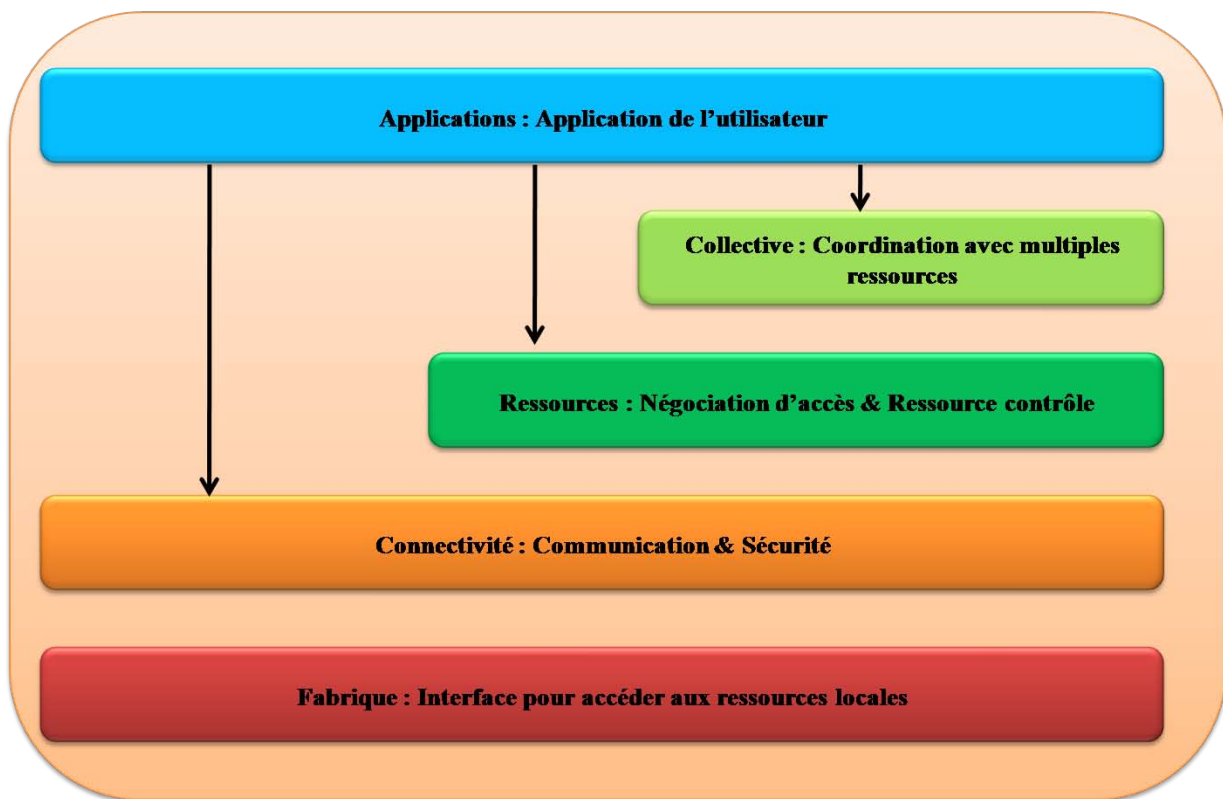 Applications : Application de l’utilisateur
Collective : Coordination avec multiples
ressources
Ressources : Négociation d’accès & Ressource contrôle
Connectivité : Communication & Sécurité
Fabrique : Interface pour accéder aux ressources locales